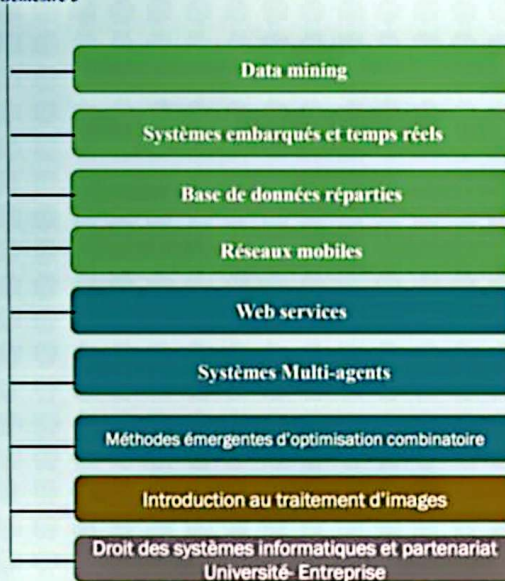 Data mining
Systèmes embarqués et temps réels
Base de données réparties
Réseaux mobiles
Web services
Systèmes Multi-agents
Méthodes émergentes d'optimisation combinatoire
Introduction au traitement d'images
Droit des systèmes informatiques et partenariat
Université- Entreprise